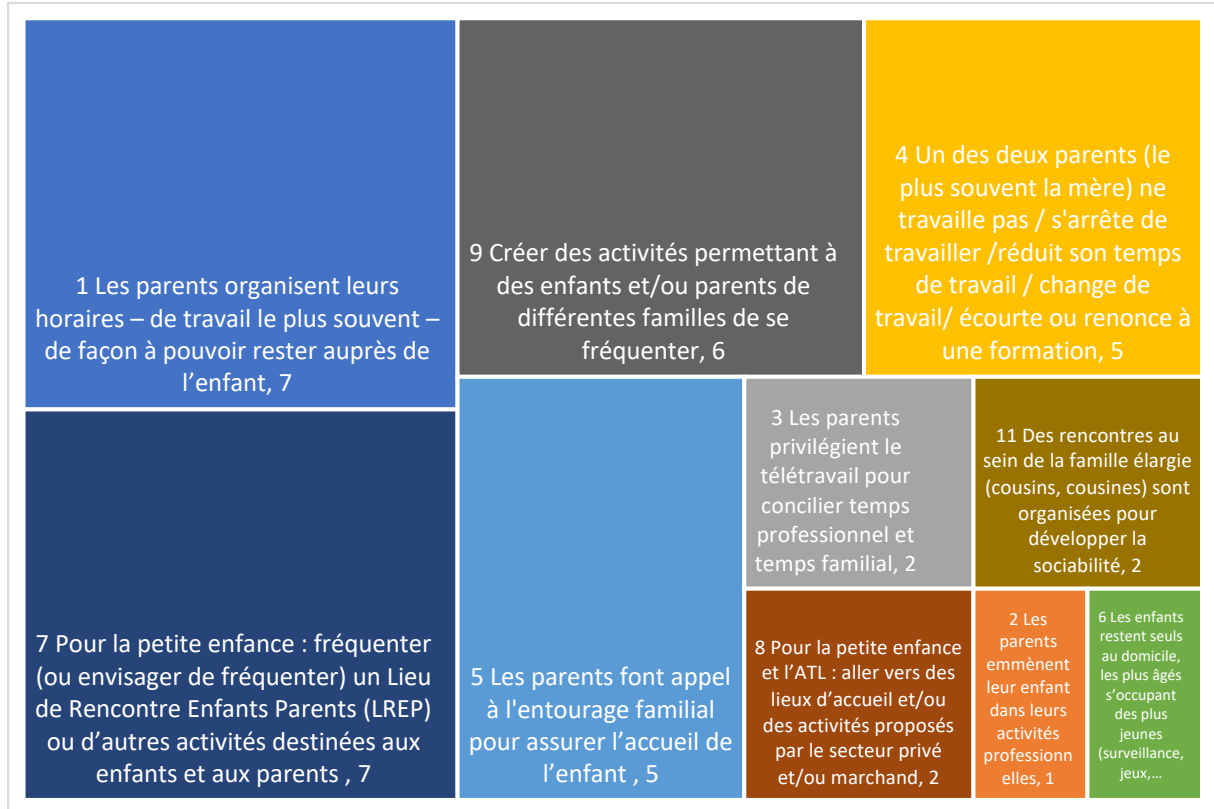 1 Les parents organisent leurs
horaires – de travail le plus souvent –
de façon à pouvoir rester auprès de
l’enfant, 7
7 Pour la petite enfance : fréquenter
(ou envisager de fréquenter) un Lieu
de Rencontre Enfants Parents (LREP)
ou d’autres activités destinées aux
enfants et aux parents , 7
9 Créer des activités permettant à
des enfants et/ou parents de
différentes familles de se
fréquenter, 6
4 Un des deux parents (le
plus souvent la mère) ne
travaille pas / s'arrête de
travailler /réduit son temps
de travail / change de
travail/ écourte ou renonce à
une formation, 5
5 Les parents font appel
à l'entourage familial
pour assurer l’accueil de
l’enfant , 5
3 Les parents
privilégient le
télétravail pour
concilier temps
professionnel et
temps familial, 2
11 Des rencontres au
sein de la famille élargie
(cousins, cousines) sont
organisées pour
développer la
sociabilité, 2
8 Pour la petite enfance
et l’ATL : aller vers des
lieux d’accueil et/ou
des activités proposés
par le secteur privé
et/ou marchand, 2
2 Les
parents
emmènent
leur enfant
dans leurs
activités
professionn
elles, 1
6 Les enfants
restent seuls
au domicile,
les plus âgés
s’occupant
des plus
jeunes
(surveillance,
jeux,…